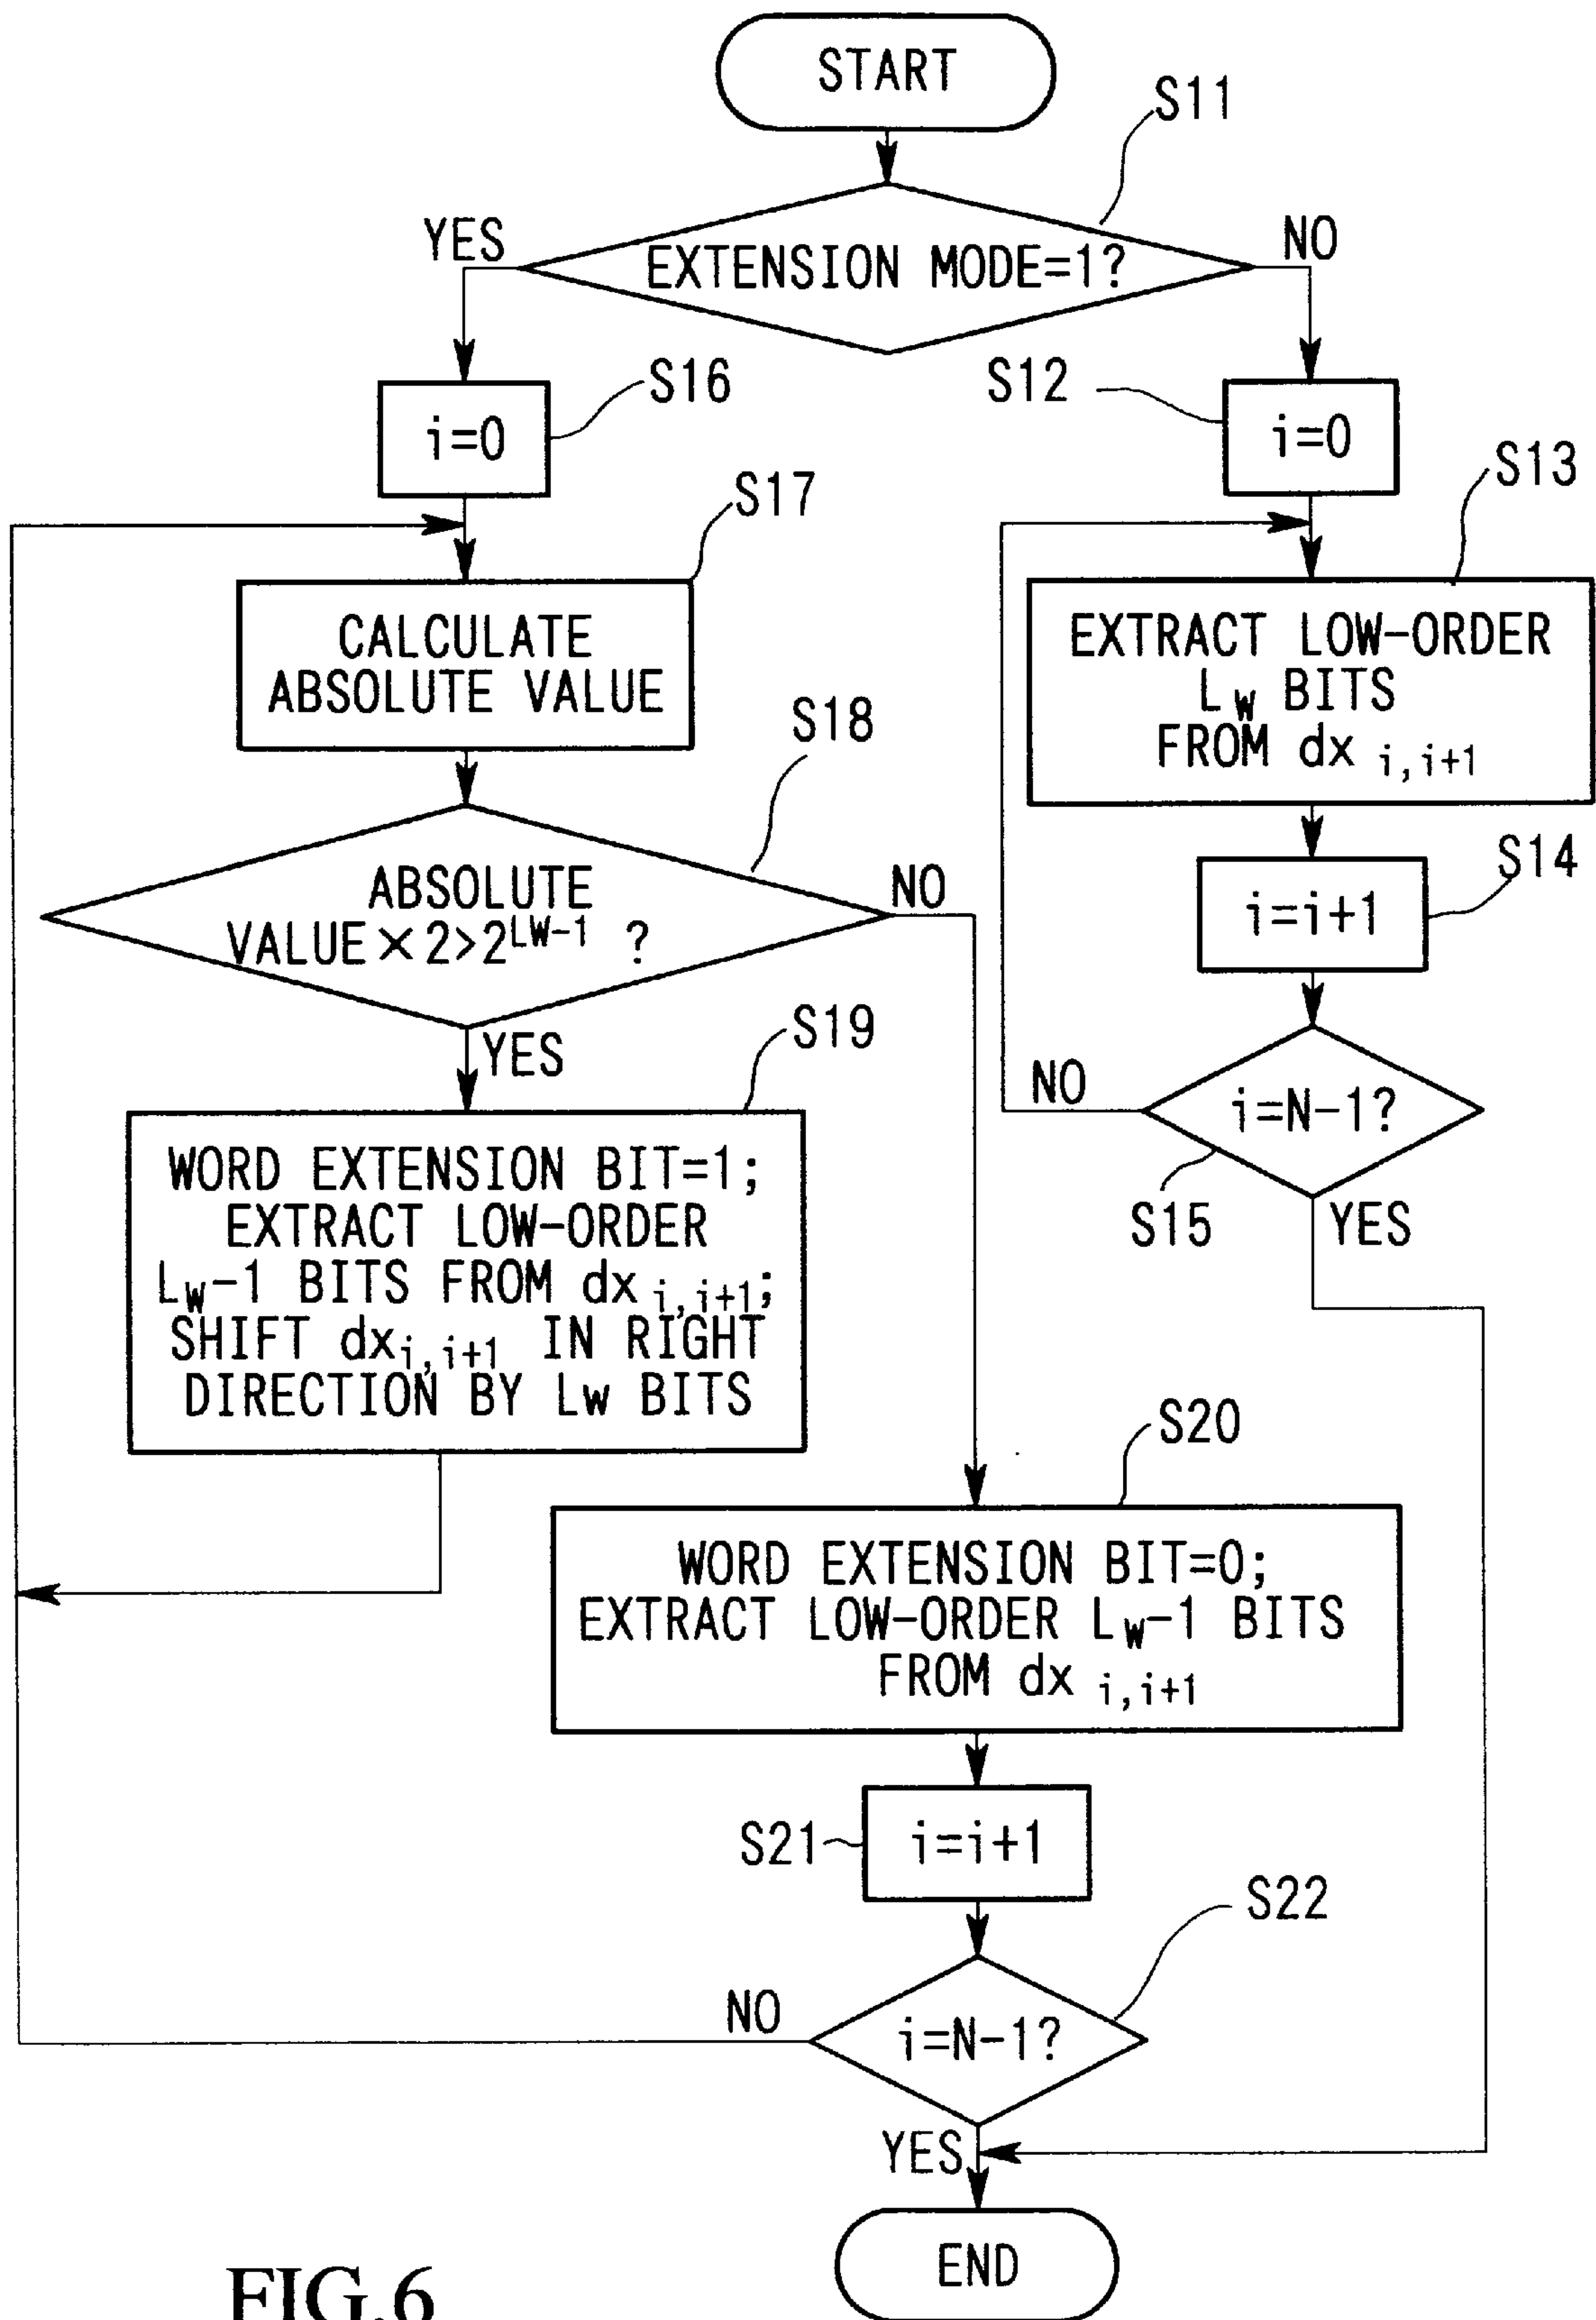 START
S11
YES
NO
EXTENSION MODE=1?
S16
i=0
S12
i=0
S17
S13
CALCULATE
ABSOLUTE VALUE
EXTRACT LOW-ORDER
Lw BITS
FROM dx i,i+1
S18
ABSOLUTE
VALUE×2>2^LW-1 ?
NO
S14
i=i+1
YES
S19
NO
i=N-1?
S15
YES
WORD EXTENSION BIT=1;
EXTRACT LOW-ORDER
Lw-1 BITS FROM dx i,i+1;
SHIFT dxi,i+1 IN RIGHT
DIRECTION BY Lw BITS
S20
WORD EXTENSION BIT=0;
EXTRACT LOW-ORDER Lw-1 BITS
FROM dx i,i+1
S21
i=i+1
S22
NO
i=N-1?
YES
END
FIG.6